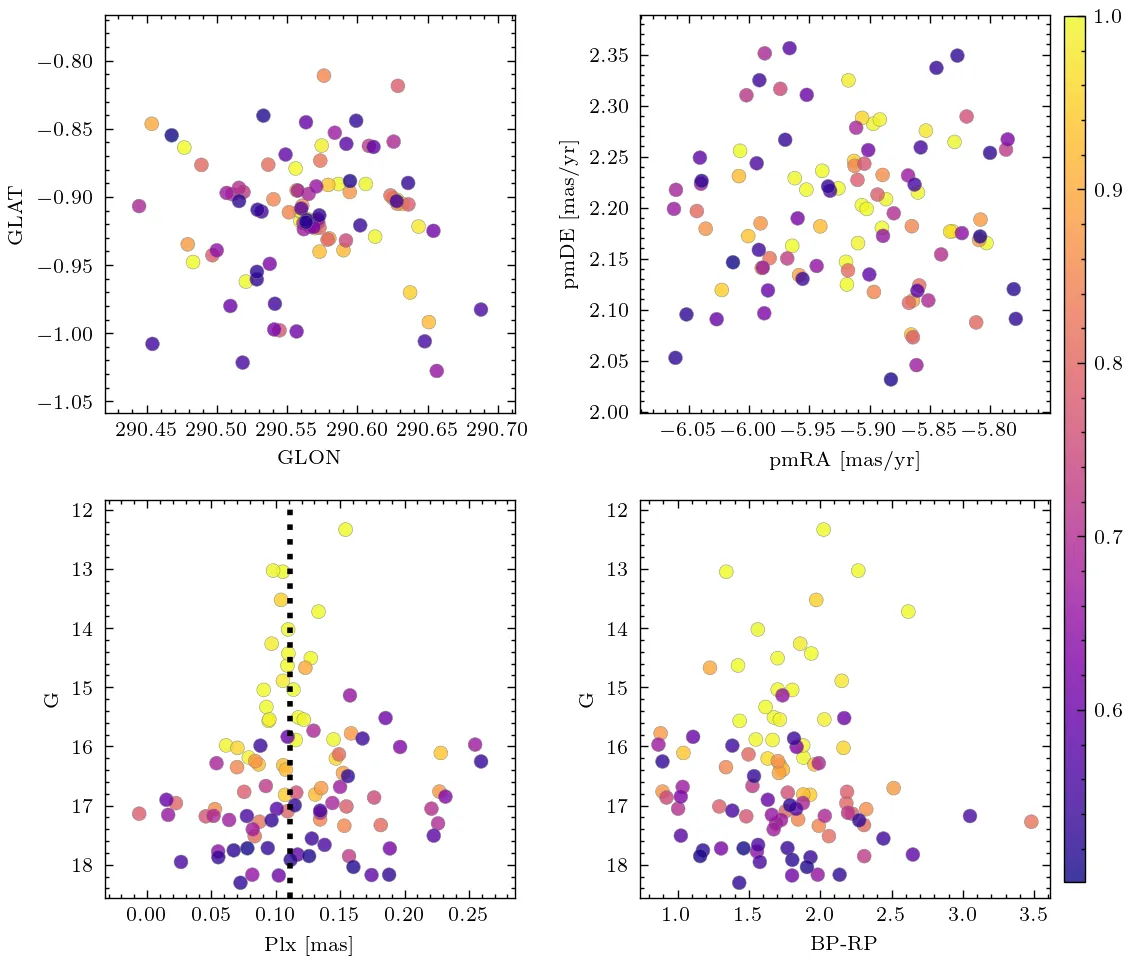 GLAT
−0.80
−0.85
−0.90
−0.95
−1.00
−1.05
290.45 290.50 290.55 290.60 290.65 290.70
GLON
pmDE [mas/yr]
2.35
2.30
2.25
2.20
2.15
2.10
2.05
2.00
−6.05 −6.00 −5.95 −5.90 −5.85 −5.80
pmRA [mas/yr]
1.0
0.9
0.8
0.7
0.6
G
12
13
14
15
16
17
18
0.00 0.05 0.10 0.15 0.20 0.25
Plx [mas]
G
12
13
14
15
16
17
18
1.0 1.5 2.0 2.5 3.0 3.5
BP-RP